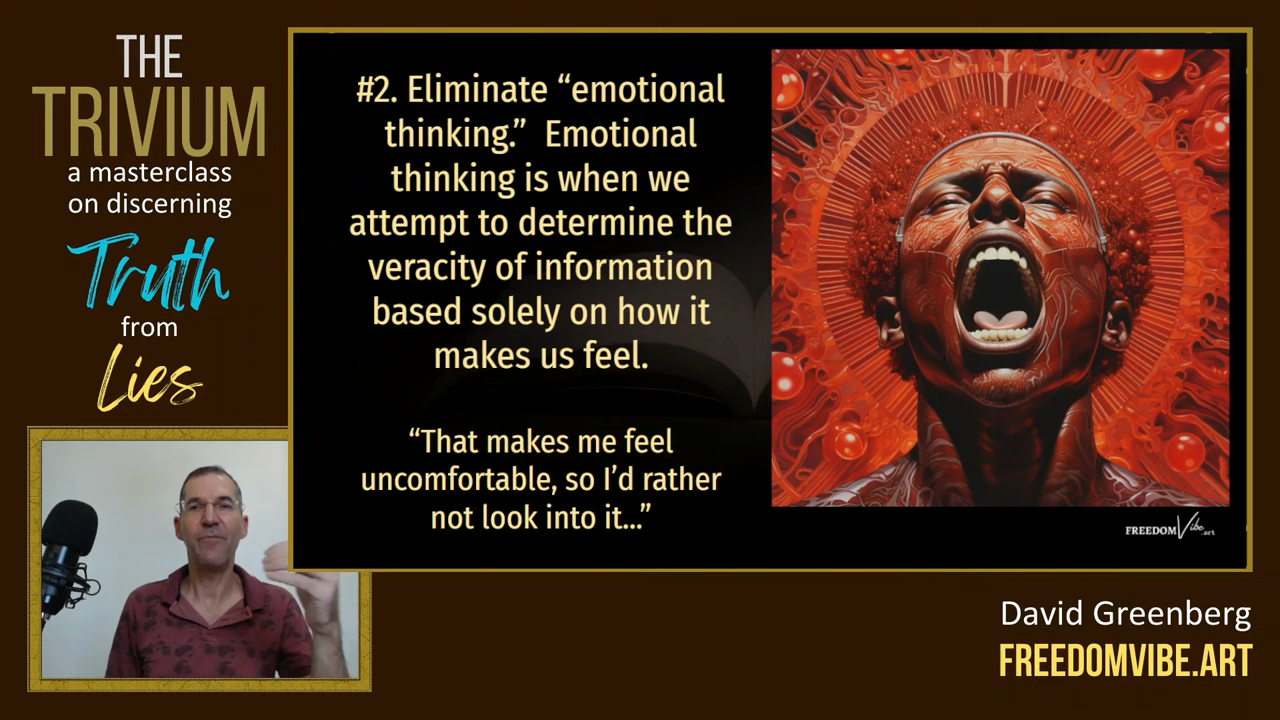 THE
TRIVIUM
a masterclass
on discerning
Truth
from
Lies
#2. Eliminate “emotional
thinking.”  Emotional
thinking is when we
attempt to determine the
veracity of information
based solely on how it
makes us feel.
“That makes me feel
uncomfortable, so I’d rather
not look into it...”
FREEDOMVibe.art
David Greenberg
FREEDOMVIBE.ART